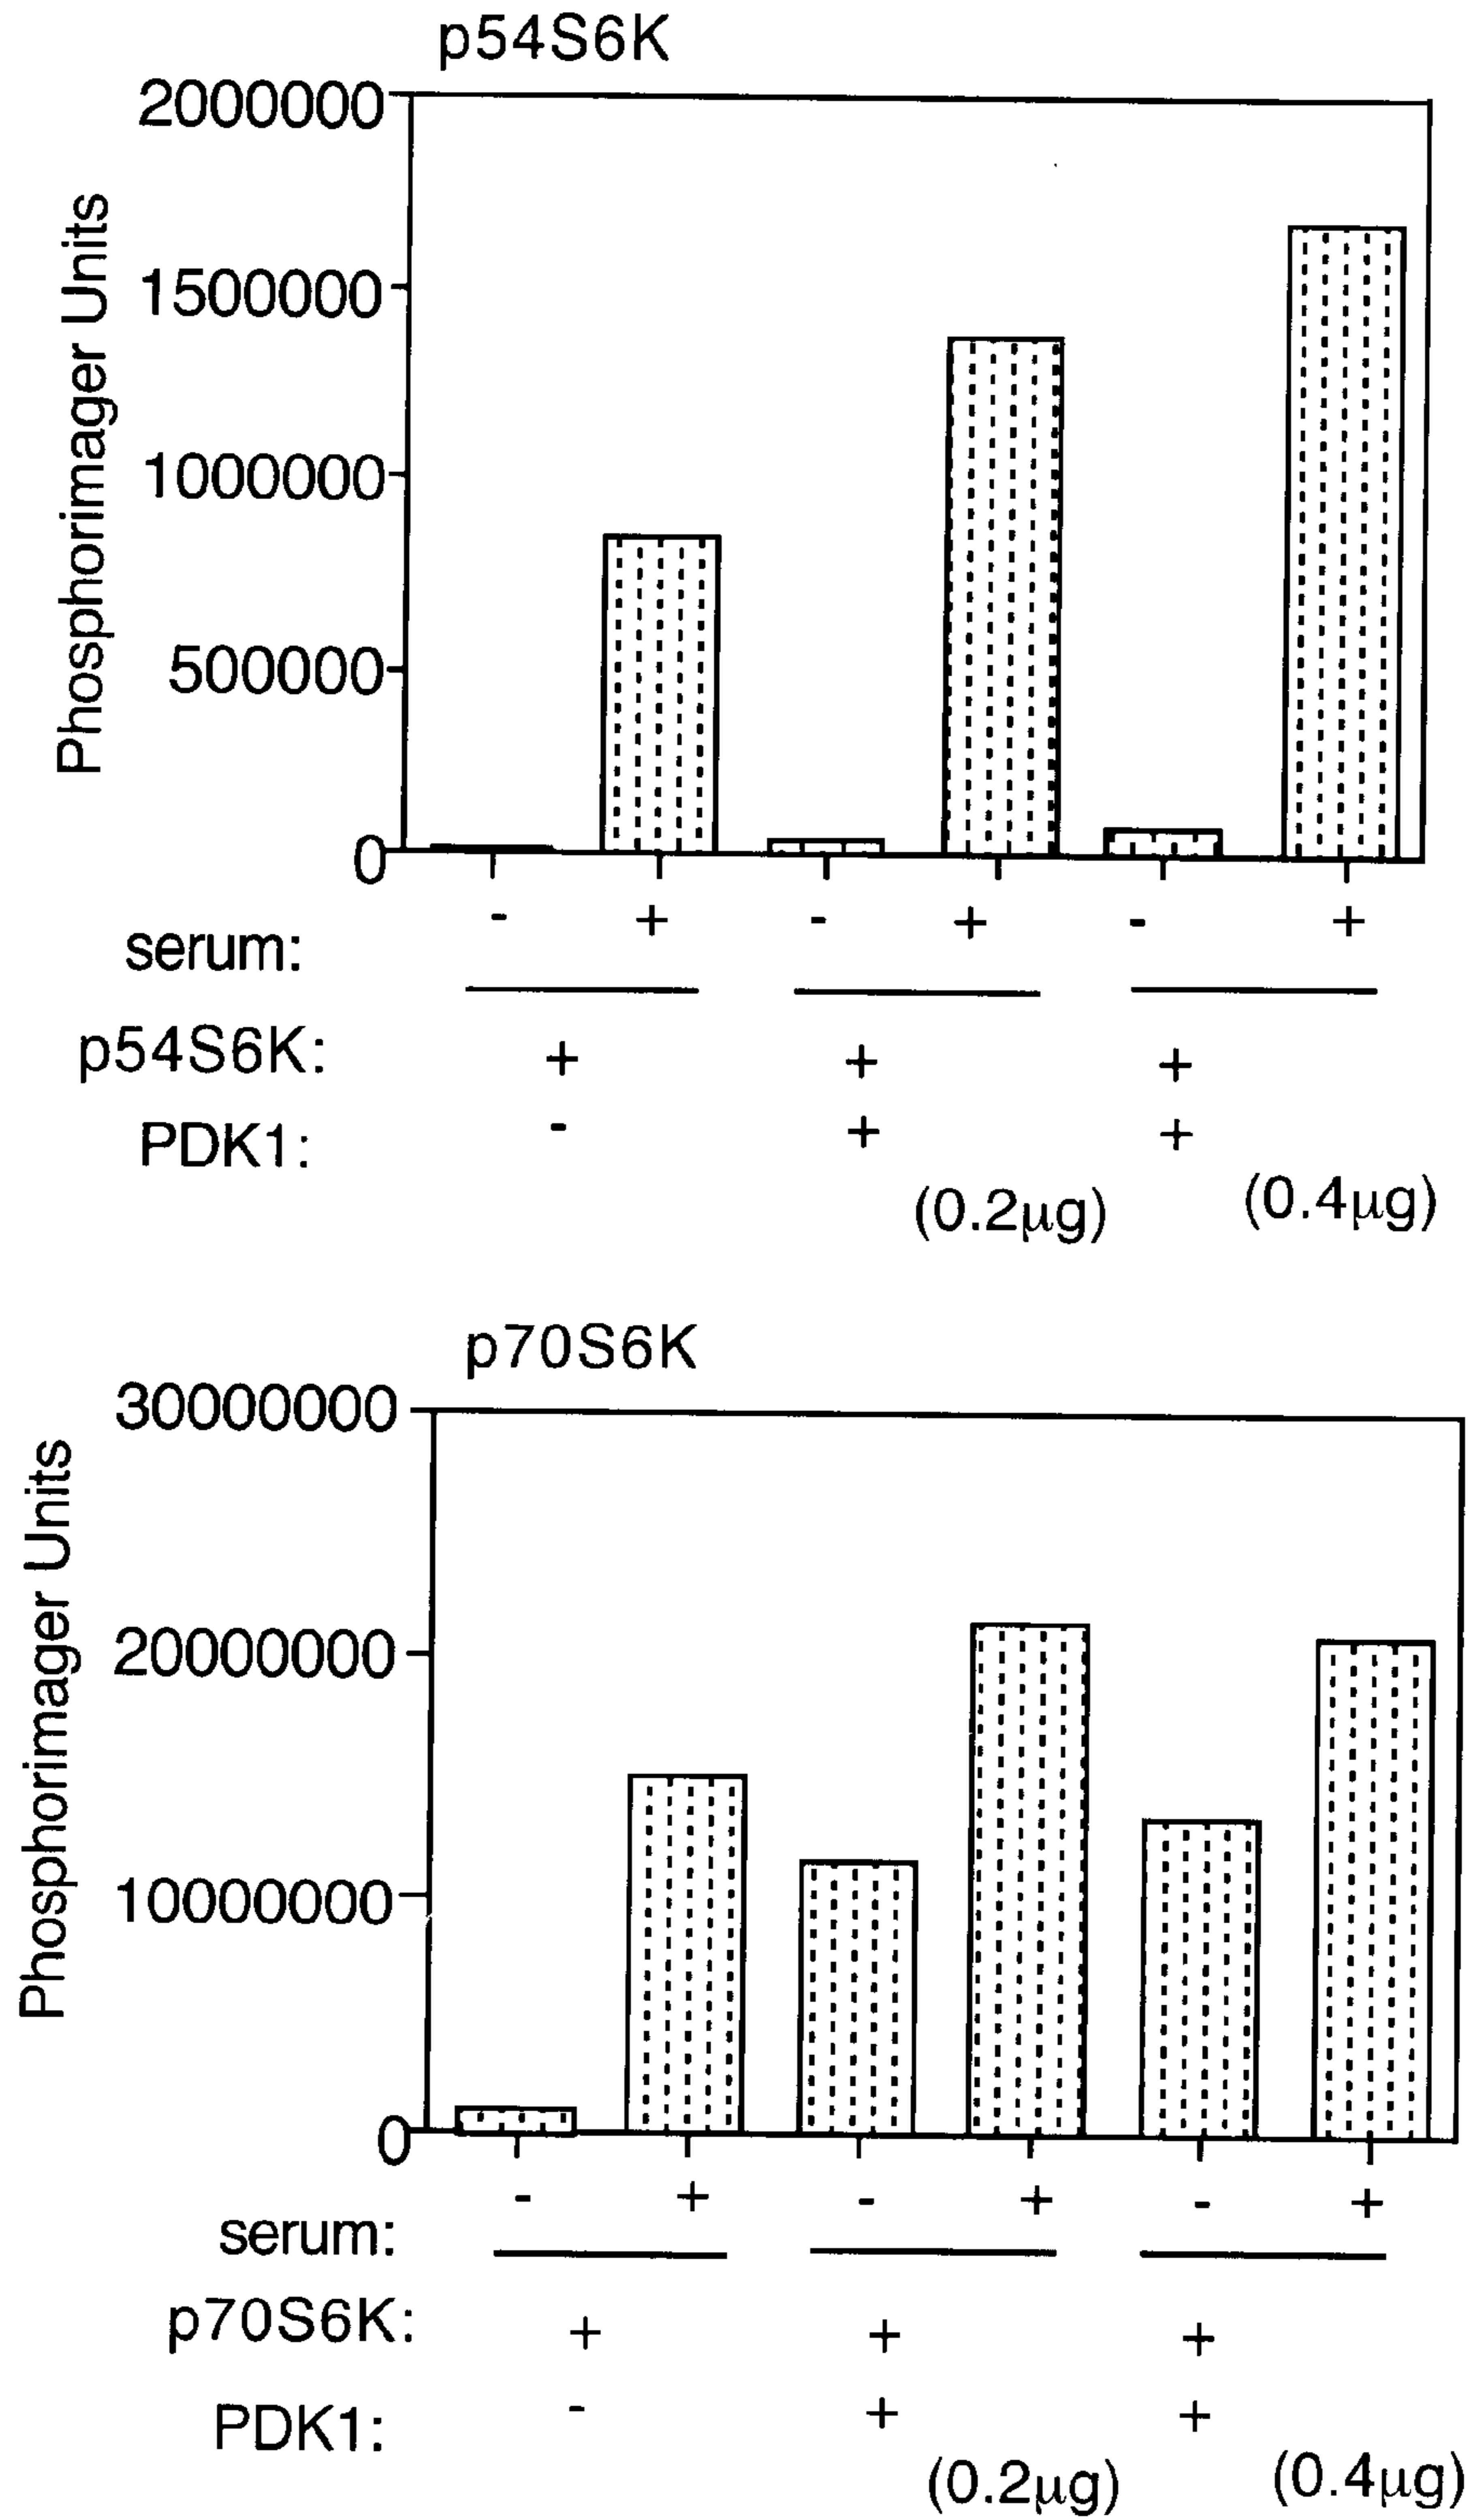 p54S6K
2000000
1500000
1000000
500000
0
Phosphorimager Units
serum: - + - + - +
p54S6K: + + +
PDK1: - + +
(0.2µg) (0.4µg)
p70S6K
30000000
20000000
10000000
0
Phosphorimager Units
serum: - + - + - +
p70S6K: + + +
PDK1: - + +
(0.2µg) (0.4µg)